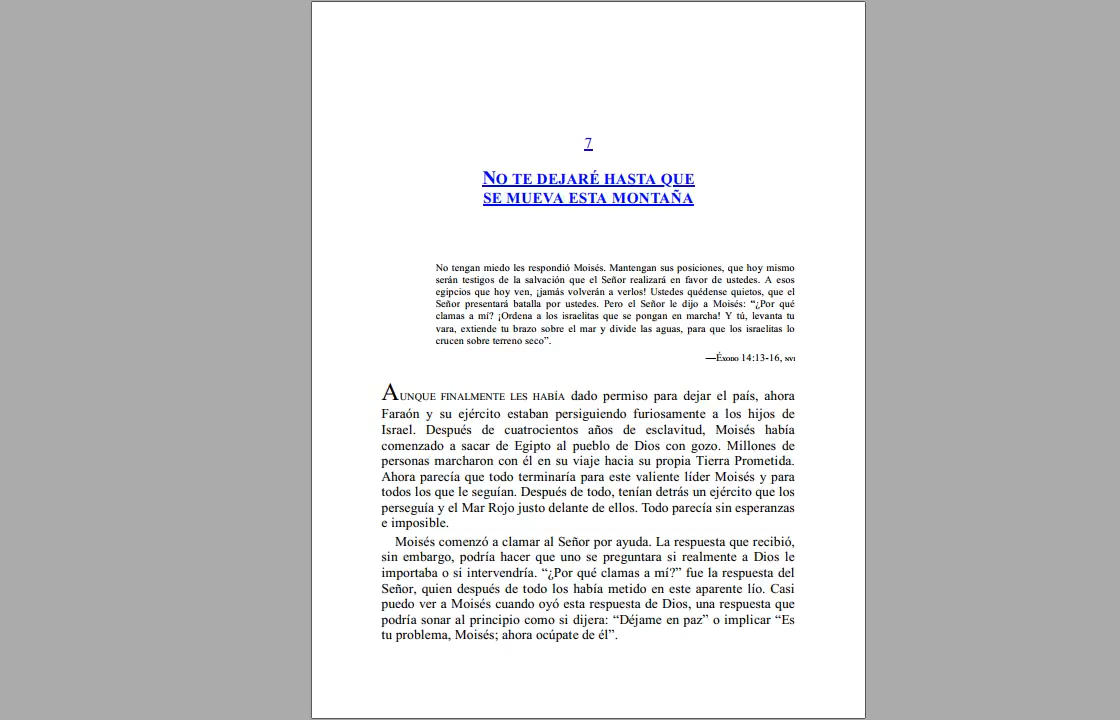 7
NO TE DEJARÉ HASTA QUE
SE MUEVA ESTA MONTAÑA
No tengan miedo les respondió Moisés. Mantengan sus posiciones, que hoy mismo
serán testigos de la salvación que el Señor realizará en favor de ustedes. A esos
egipcios que hoy ven, ¡jamás volverán a verlos! Ustedes quédense quietos, que el
Señor presentará batalla por ustedes. Pero el Señor le dijo a Moisés: “¿Por qué
clamas a mí? ¡Ordena a los israelitas que se pongan en marcha! Y tú, levanta tu
vara, extiende tu brazo sobre el mar y divide las aguas, para que los israelitas lo
crucen sobre terreno seco”.
—ÉXODO 14:13-16, NVI
AUNQUE FINALMENTE LES HABÍA dado permiso para dejar el país, ahora
Faraón y su ejército estaban persiguiendo furiosamente a los hijos de
Israel. Después de cuatrocientos años de esclavitud, Moisés había
comenzado a sacar de Egipto al pueblo de Dios con gozo. Millones de
personas marcharon con él en su viaje hacia su propia Tierra Prometida.
Ahora parecía que todo terminaría para este valiente líder Moisés y para
todos los que le seguían. Después de todo, tenían detrás un ejército que los
perseguía y el Mar Rojo justo delante de ellos. Todo parecía sin esperanzas
e imposible.
Moisés comenzó a clamar al Señor por ayuda. La respuesta que recibió,
sin embargo, podría hacer que uno se preguntara si realmente a Dios le
importaba o si intervendría. “¿Por qué clamas a mí?” fue la respuesta del
Señor, quien después de todo los había metido en este aparente lío. Casi
puedo ver a Moisés cuando oyó esta respuesta de Dios, una respuesta que
podría sonar al principio como si dijera: “Déjame en paz” o implicar “Es
tu problema, Moisés; ahora ocúpate de él”.